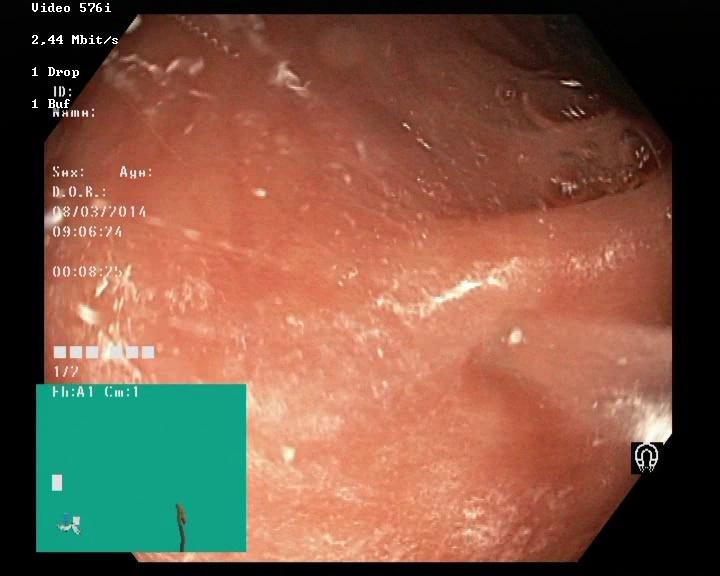 Video 576i
2,44 Mbit/s
1 Drop
ID:
1 Buf
Name:
Sex: Age:
D.O.R.:
08/03/2014
09:06:24
00:08:25
1/2
Eh:A1 Cm:1